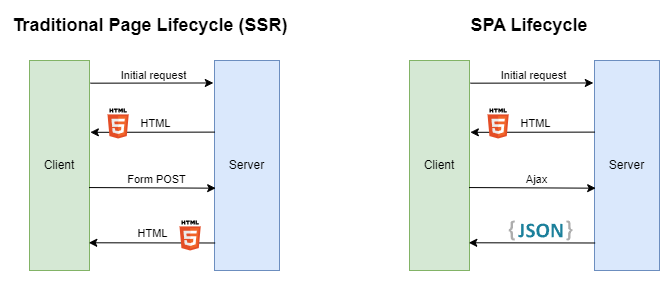 Traditional Page Lifecycle (SSR)
SPA Lifecycle
Initial request
HTML
5
HTML
Client
Server
Form POST
HTML
HTML
5
Initial request
HTML
5
HTML
Client
Server
Ajax
{JSON}